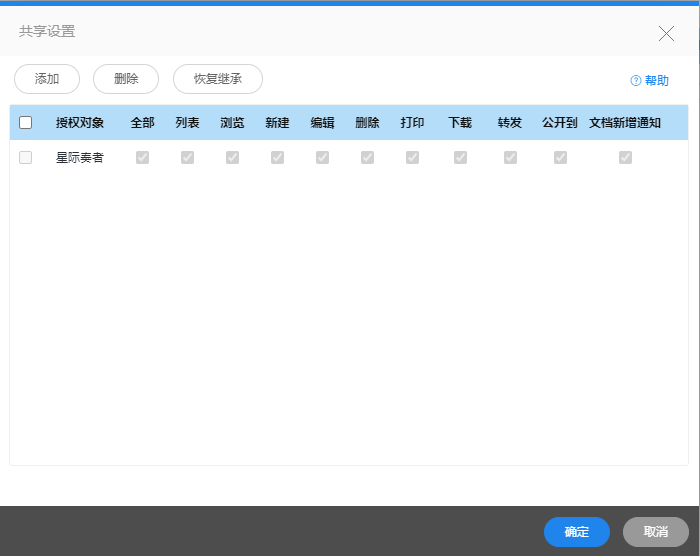 共享设置
添加 删除 恢复继承 帮助
授权对象 全部 列表 浏览 新建 编辑 删除 打印 下载 转发 公开到 文档新增通知
星际奏者
确定 取消